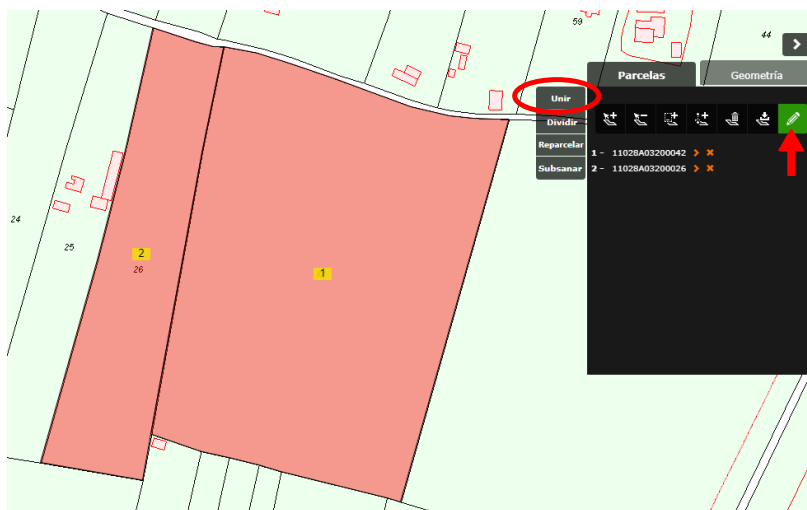 59
44
Parcelas
Geometría
Unir
Dividir
Reparcelar
Subsanar
1 - 11028A03200042
2 - 11028A03200026
24
25
2
26
1